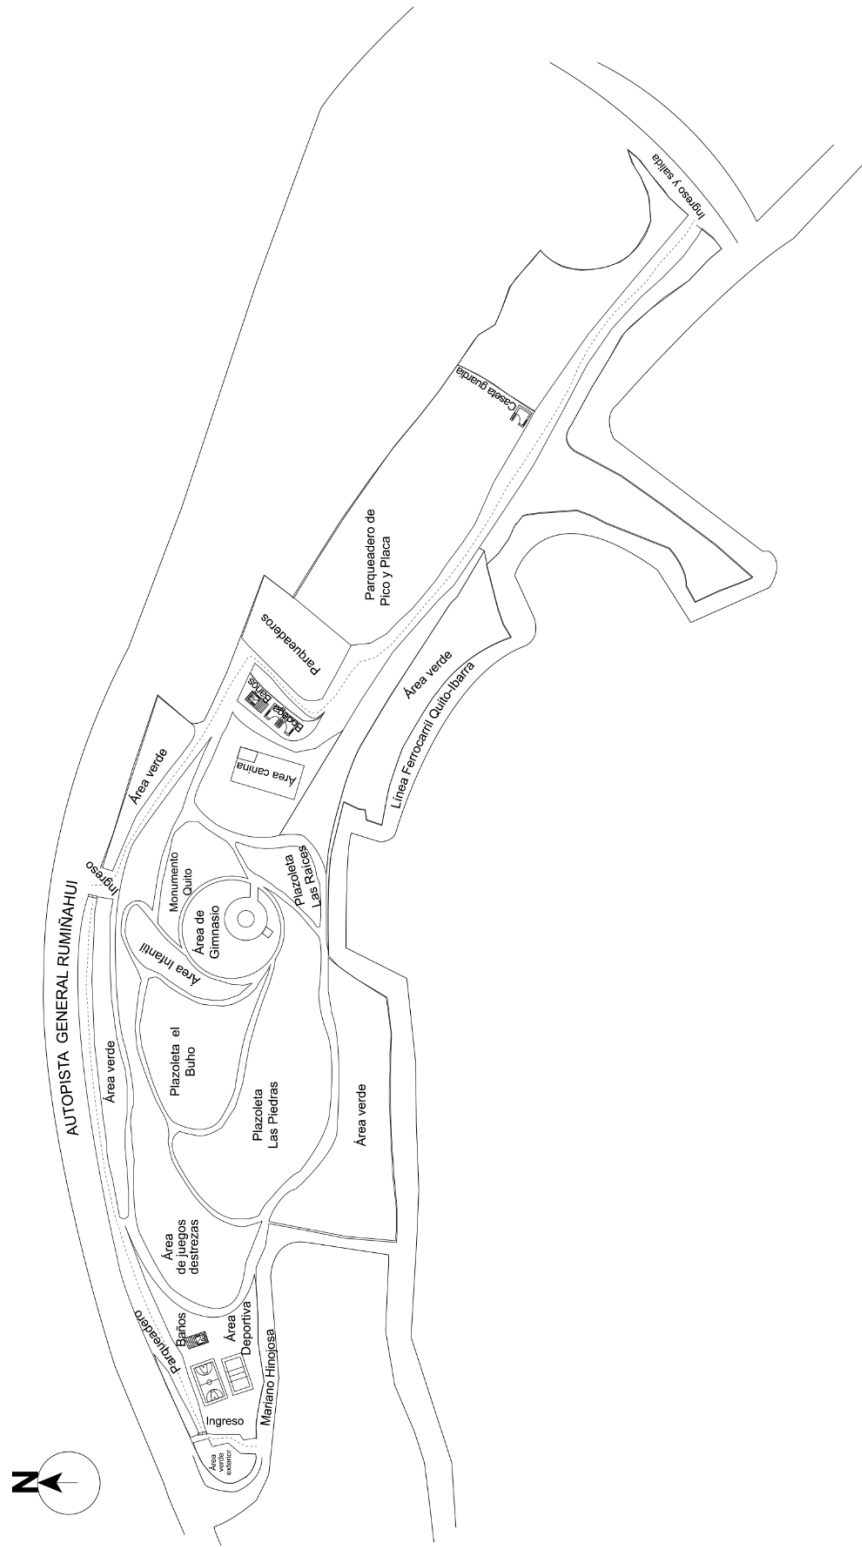 Ingreso y salida
Caseta guardia
Parqueadero de
Pico y Placa
Parqueaderos
Baños
Bodega
Área verde
Línea Ferrocarril Quito-Ibarra
Área canina
Área verde
Ingreso
AUTOPISTA GENERAL RUMIÑAHUI
Monumento
Quito
Plazoleta
Las Raíces
Área de
Gimnasio
Área Infantil
Área verde
Plazoleta el
Buho
Plazoleta
Las Piedras
Área verde
Área
de juegos
destrezas
Parqueadero
Baños
Área
Deportiva
Mariano Hinojosa
Ingreso
Área
verde
exterior
N